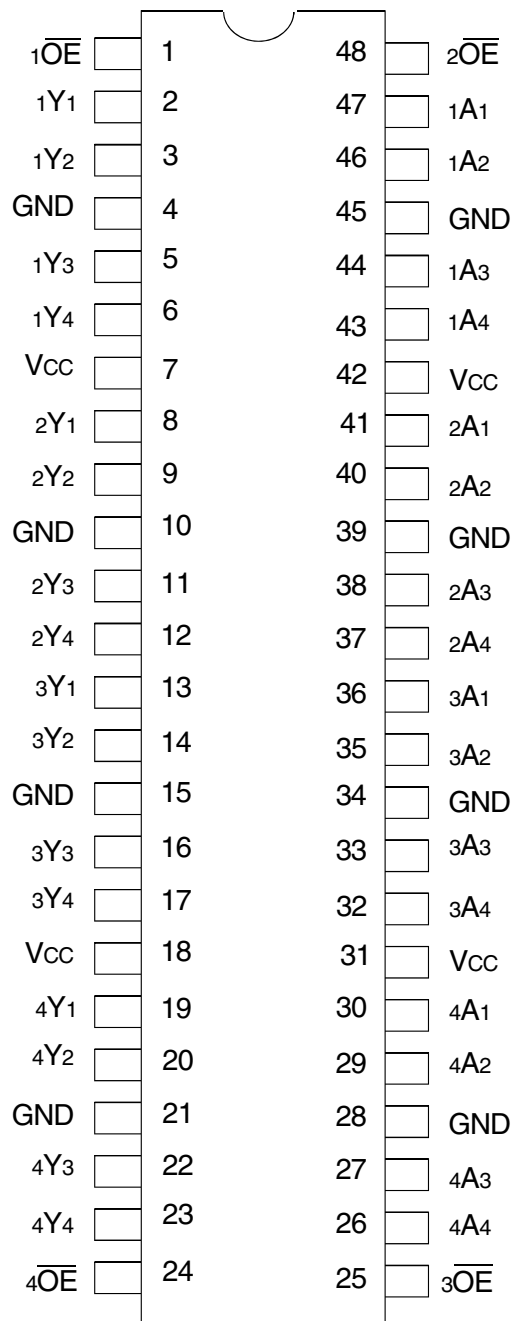 1O̅E̅ 1 48 2O̅E̅
1Y1 2 47 1A1
1Y2 3 46 1A2
GND 4 45 GND
1Y3 5 44 1A3
1Y4 6 43 1A4
VCC 7 42 VCC
2Y1 8 41 2A1
2Y2 9 40 2A2
GND 10 39 GND
2Y3 11 38 2A3
2Y4 12 37 2A4
3Y1 13 36 3A1
3Y2 14 35 3A2
GND 15 34 GND
3Y3 16 33 3A3
3Y4 17 32 3A4
VCC 18 31 VCC
4Y1 19 30 4A1
4Y2 20 29 4A2
GND 21 28 GND
4Y3 22 27 4A3
4Y4 23 26 4A4
4O̅E̅ 24 25 3O̅E̅